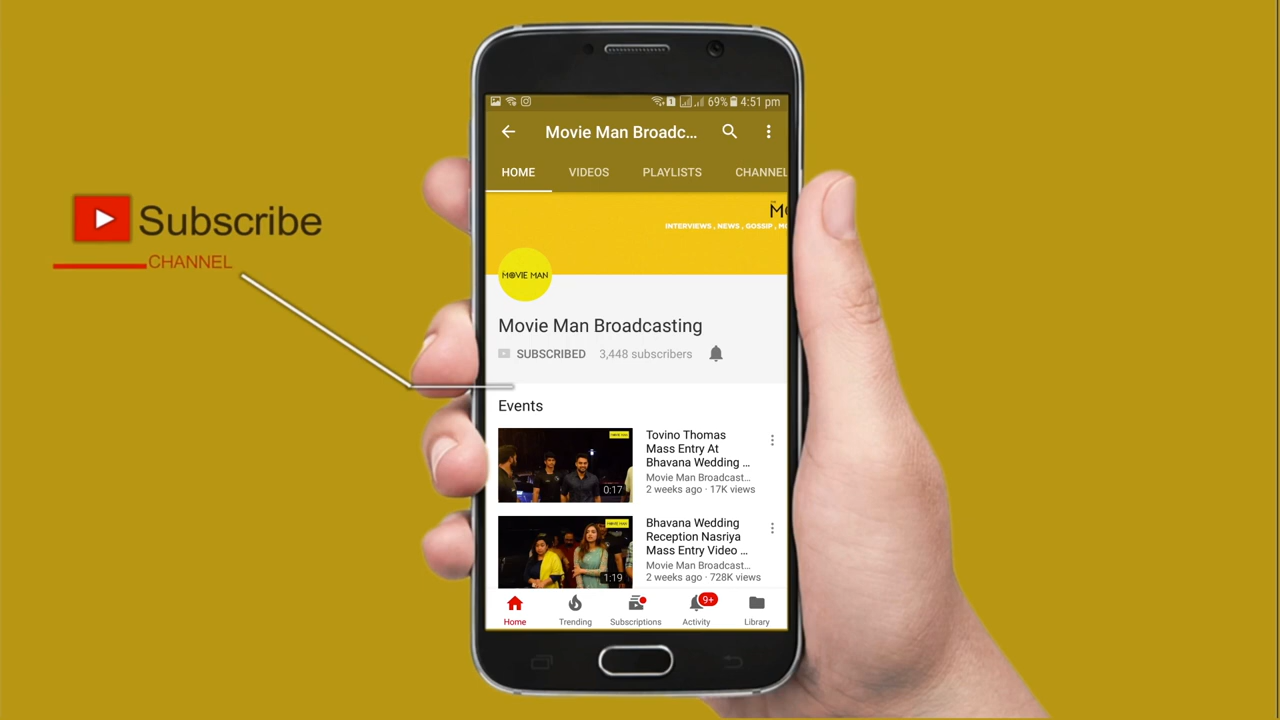 Subscribe
CHANNEL
69% 4:51 pm
Movie Man Broadc...
HOME VIDEOS PLAYLISTS CHANNEL
INTERVIEWS , NEWS , GOSSIP ,
MOVIE MAN
Movie Man Broadcasting
SUBSCRIBED 3,448 subscribers
Events
Tovino Thomas
Mass Entry At
Bhavana Wedding ...
Movie Man Broadcast...
2 weeks ago · 17K views
0:17
Bhavana Wedding
Reception Nasriya
Mass Entry Video ...
Movie Man Broadcast...
2 weeks ago · 728K views
1:19
9+
Home Trending Subscriptions Activity Library